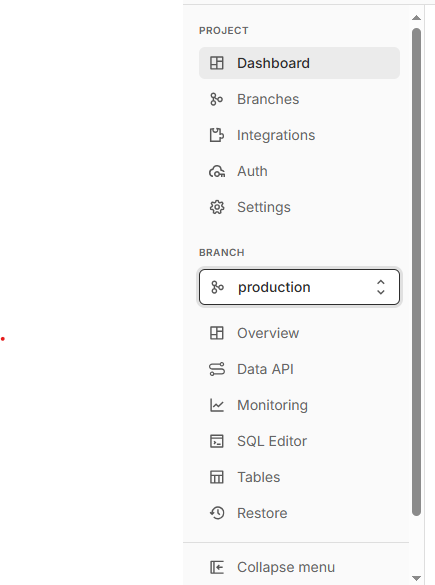 PROJECT
Dashboard
Branches
Integrations
Auth
Settings
BRANCH
production
Overview
Data API
Monitoring
SQL Editor
Tables
Restore
Collapse menu